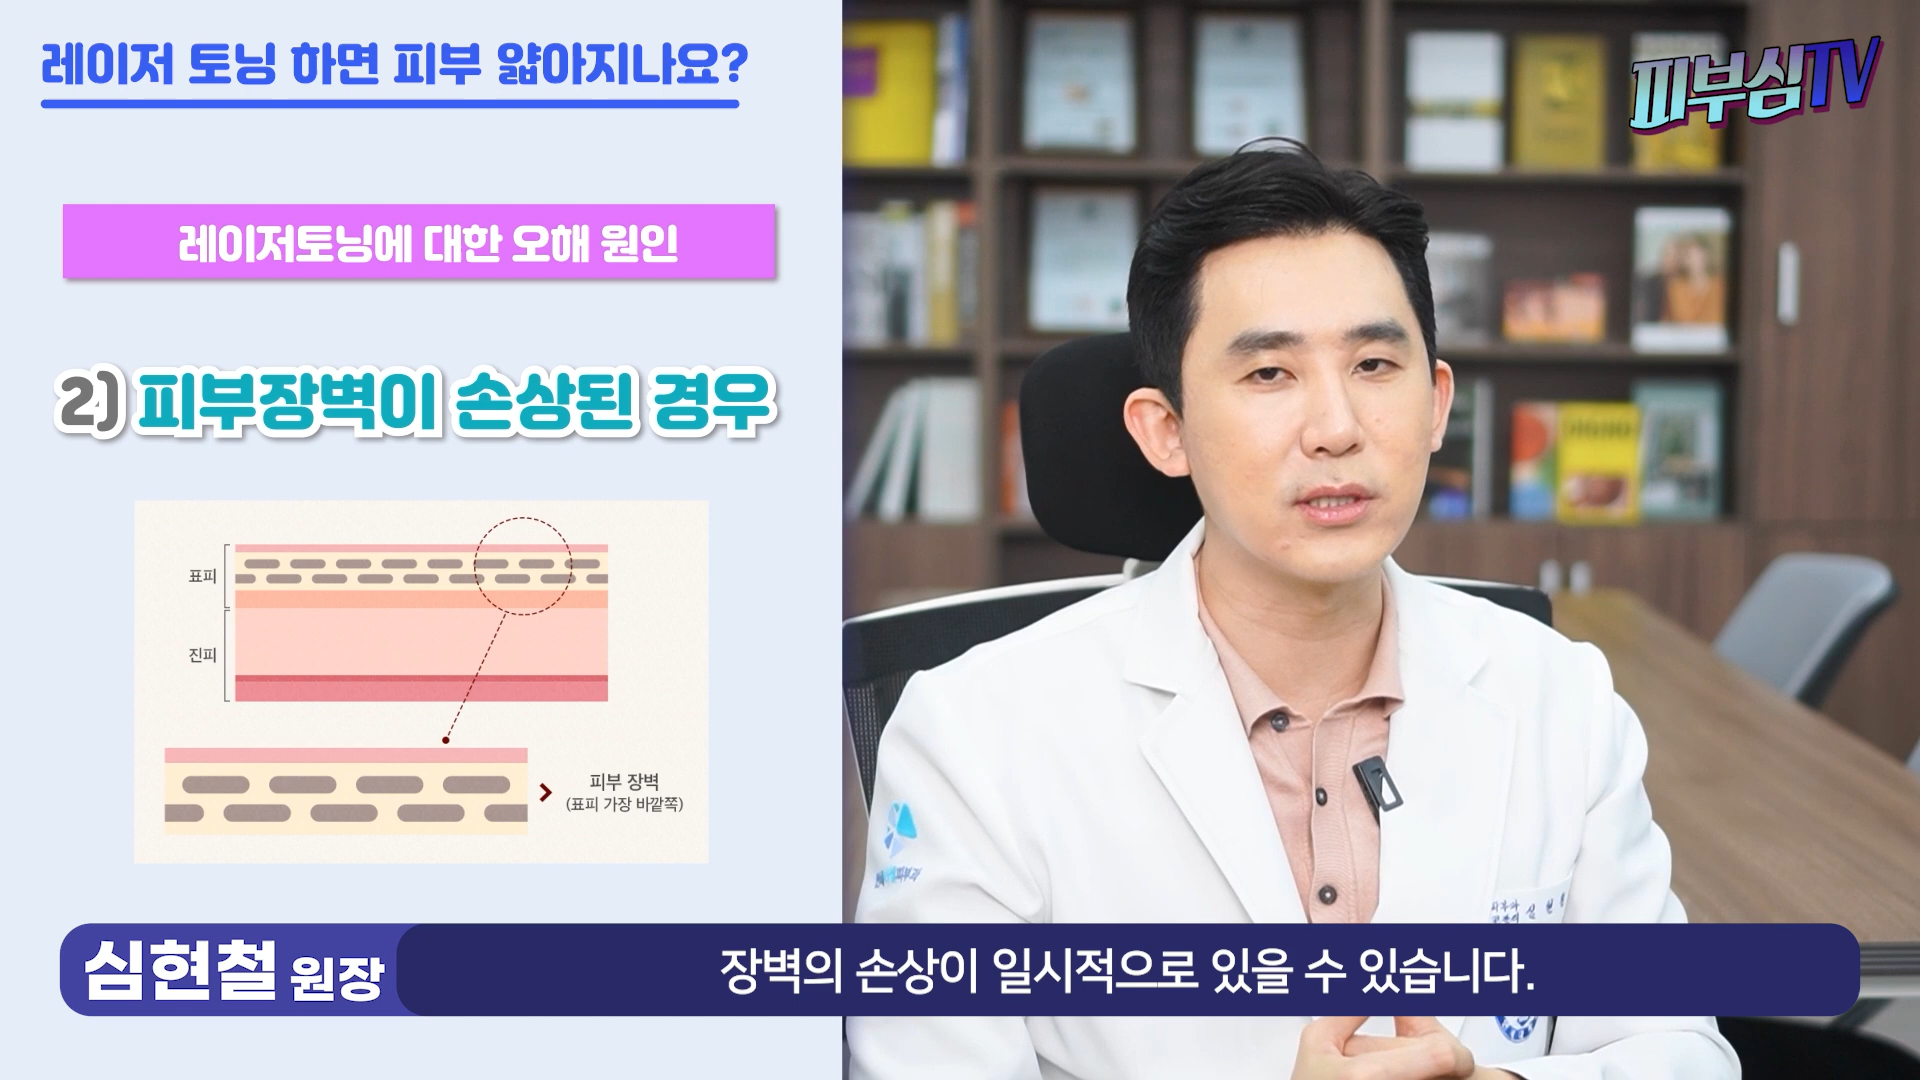 레이저 토닝 하면 피부 얇아지나요?
피부심TV
레이저토닝에 대한 오해 원인
2) 피부장벽이 손상된 경우
표피
진피
피부 장벽
(표피 가장 바깥쪽)
심현철 원장
장벽의 손상이 일시적으로 있을 수 있습니다.